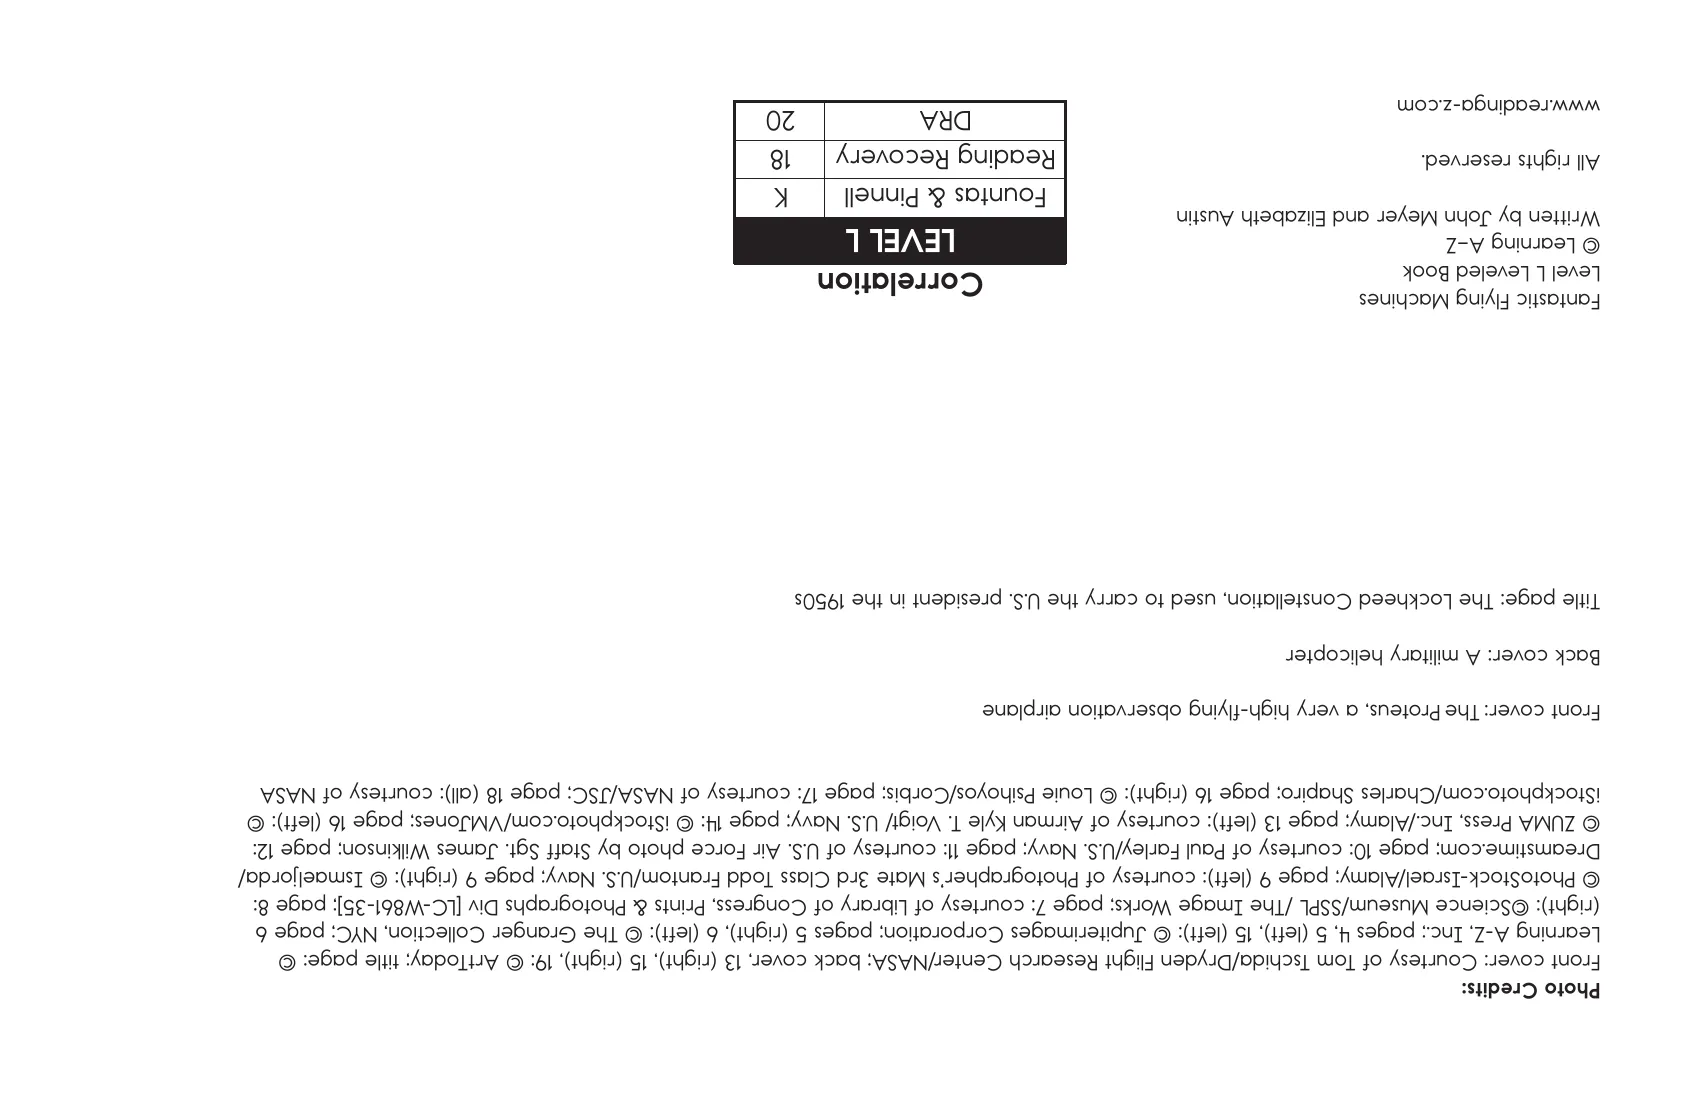 Photo Credits:
Front cover: Courtesy of Tom Tschida/Dryden Flight Research Center/NASA; back cover, 13 (right), 15 (right), 19: © ArtToday; title page: ©
Learning A-Z, Inc.; pages 4, 5 (left), 15 (left): © Jupiterimages Corporation; pages 5 (right), 6 (left): © The Granger Collection, NYC; page 6
(right): ©Science Museum/SSPL /The Image Works; page 7: courtesy of Library of Congress, Prints & Photographs Div [LC-W861-35]; page 8:
© PhotoStock-Israel/Alamy; page 9 (left): courtesy of Photographer's Mate 3rd Class Todd Frantom/U.S. Navy; page 9 (right): © Ismaeljorda/
Dreamstime.com; page 10: courtesy of Paul Farley/U.S. Navy; page 11: courtesy of U.S. Air Force photo by Staff Sgt. James Wilkinson; page 12:
© ZUMA Press, Inc./Alamy; page 13 (left): courtesy of Airman Kyle T. Voigt/ U.S. Navy; page 14: © iStockphoto.com/VMJones; page 16 (left): ©
iStockphoto.com/Charles Shapiro; page 16 (right): © Louie Psihoyos/Corbis; page 17: courtesy of NASA/JSC; page 18 (all): courtesy of NASA
Front cover: The Proteus, a very high-flying observation airplane
Back cover: A military helicopter
Title page: The Lockheed Constellation, used to carry the U.S. president in the 1950s
Fantastic Flying Machines
Level L Leveled Book
© Learning A–Z
Written by John Meyer and Elizabeth Austin
All rights reserved.
www.readinga-z.com
Correlation
LEVEL L
Fountas & Pinnell K
Reading Recovery 18
DRA 20